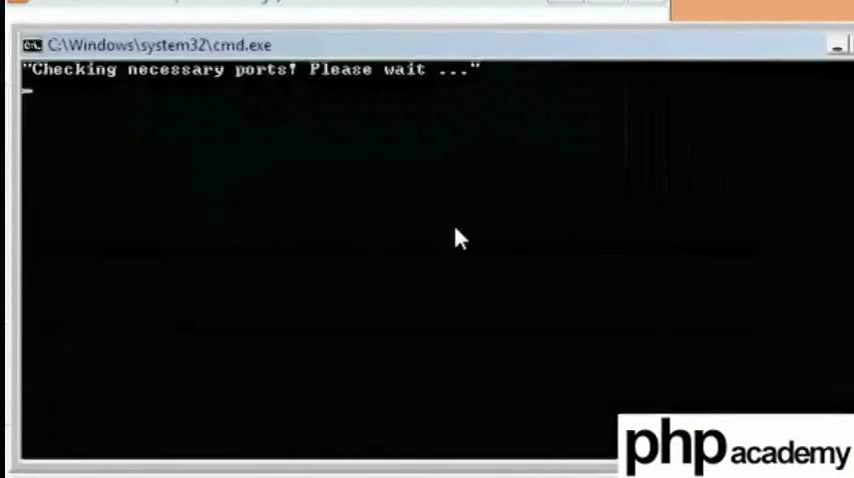 C:\Windows\system32\cmd.exe
"Checking necessary ports! Please wait ..."
php academy